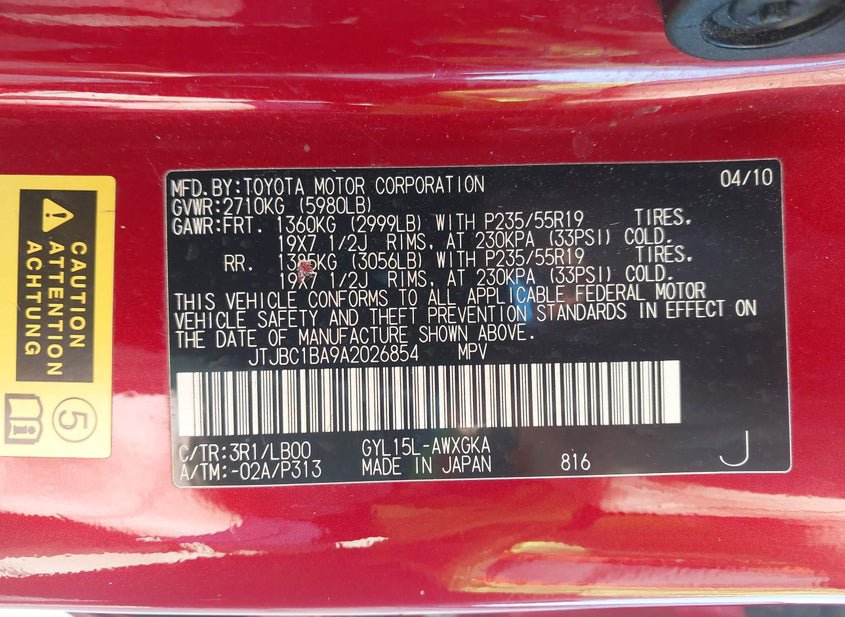 MFD.BY:TOYOTA MOTOR CORPORATION 04/10
GVWR:2710KG (5980LB)
GAWR:FRT. 1360KG (2999LB) WITH P235/55R19 TIRES,
19X7 1/2J RIMS, AT 230KPA (33PSI) COLD.
RR. 1385KG (3056LB) WITH P235/55R19 TIRES,
19X7 1/2J RIMS, AT 230KPA (33PSI) COLD.
THIS VEHICLE CONFORMS TO ALL APPLICABLE FEDERAL MOTOR
VEHICLE SAFETY AND THEFT PREVENTION STANDARDS IN EFFECT ON
THE DATE OF MANUFACTURE SHOWN ABOVE.
JTJBC1BA9A2026854 MPV
C/TR:3R1/LB00 GYL15L-AWXGKA
A/TM:-02A/P313 MADE IN JAPAN 816 J
CAUTION
ATTENTION
ACHTUNG
5